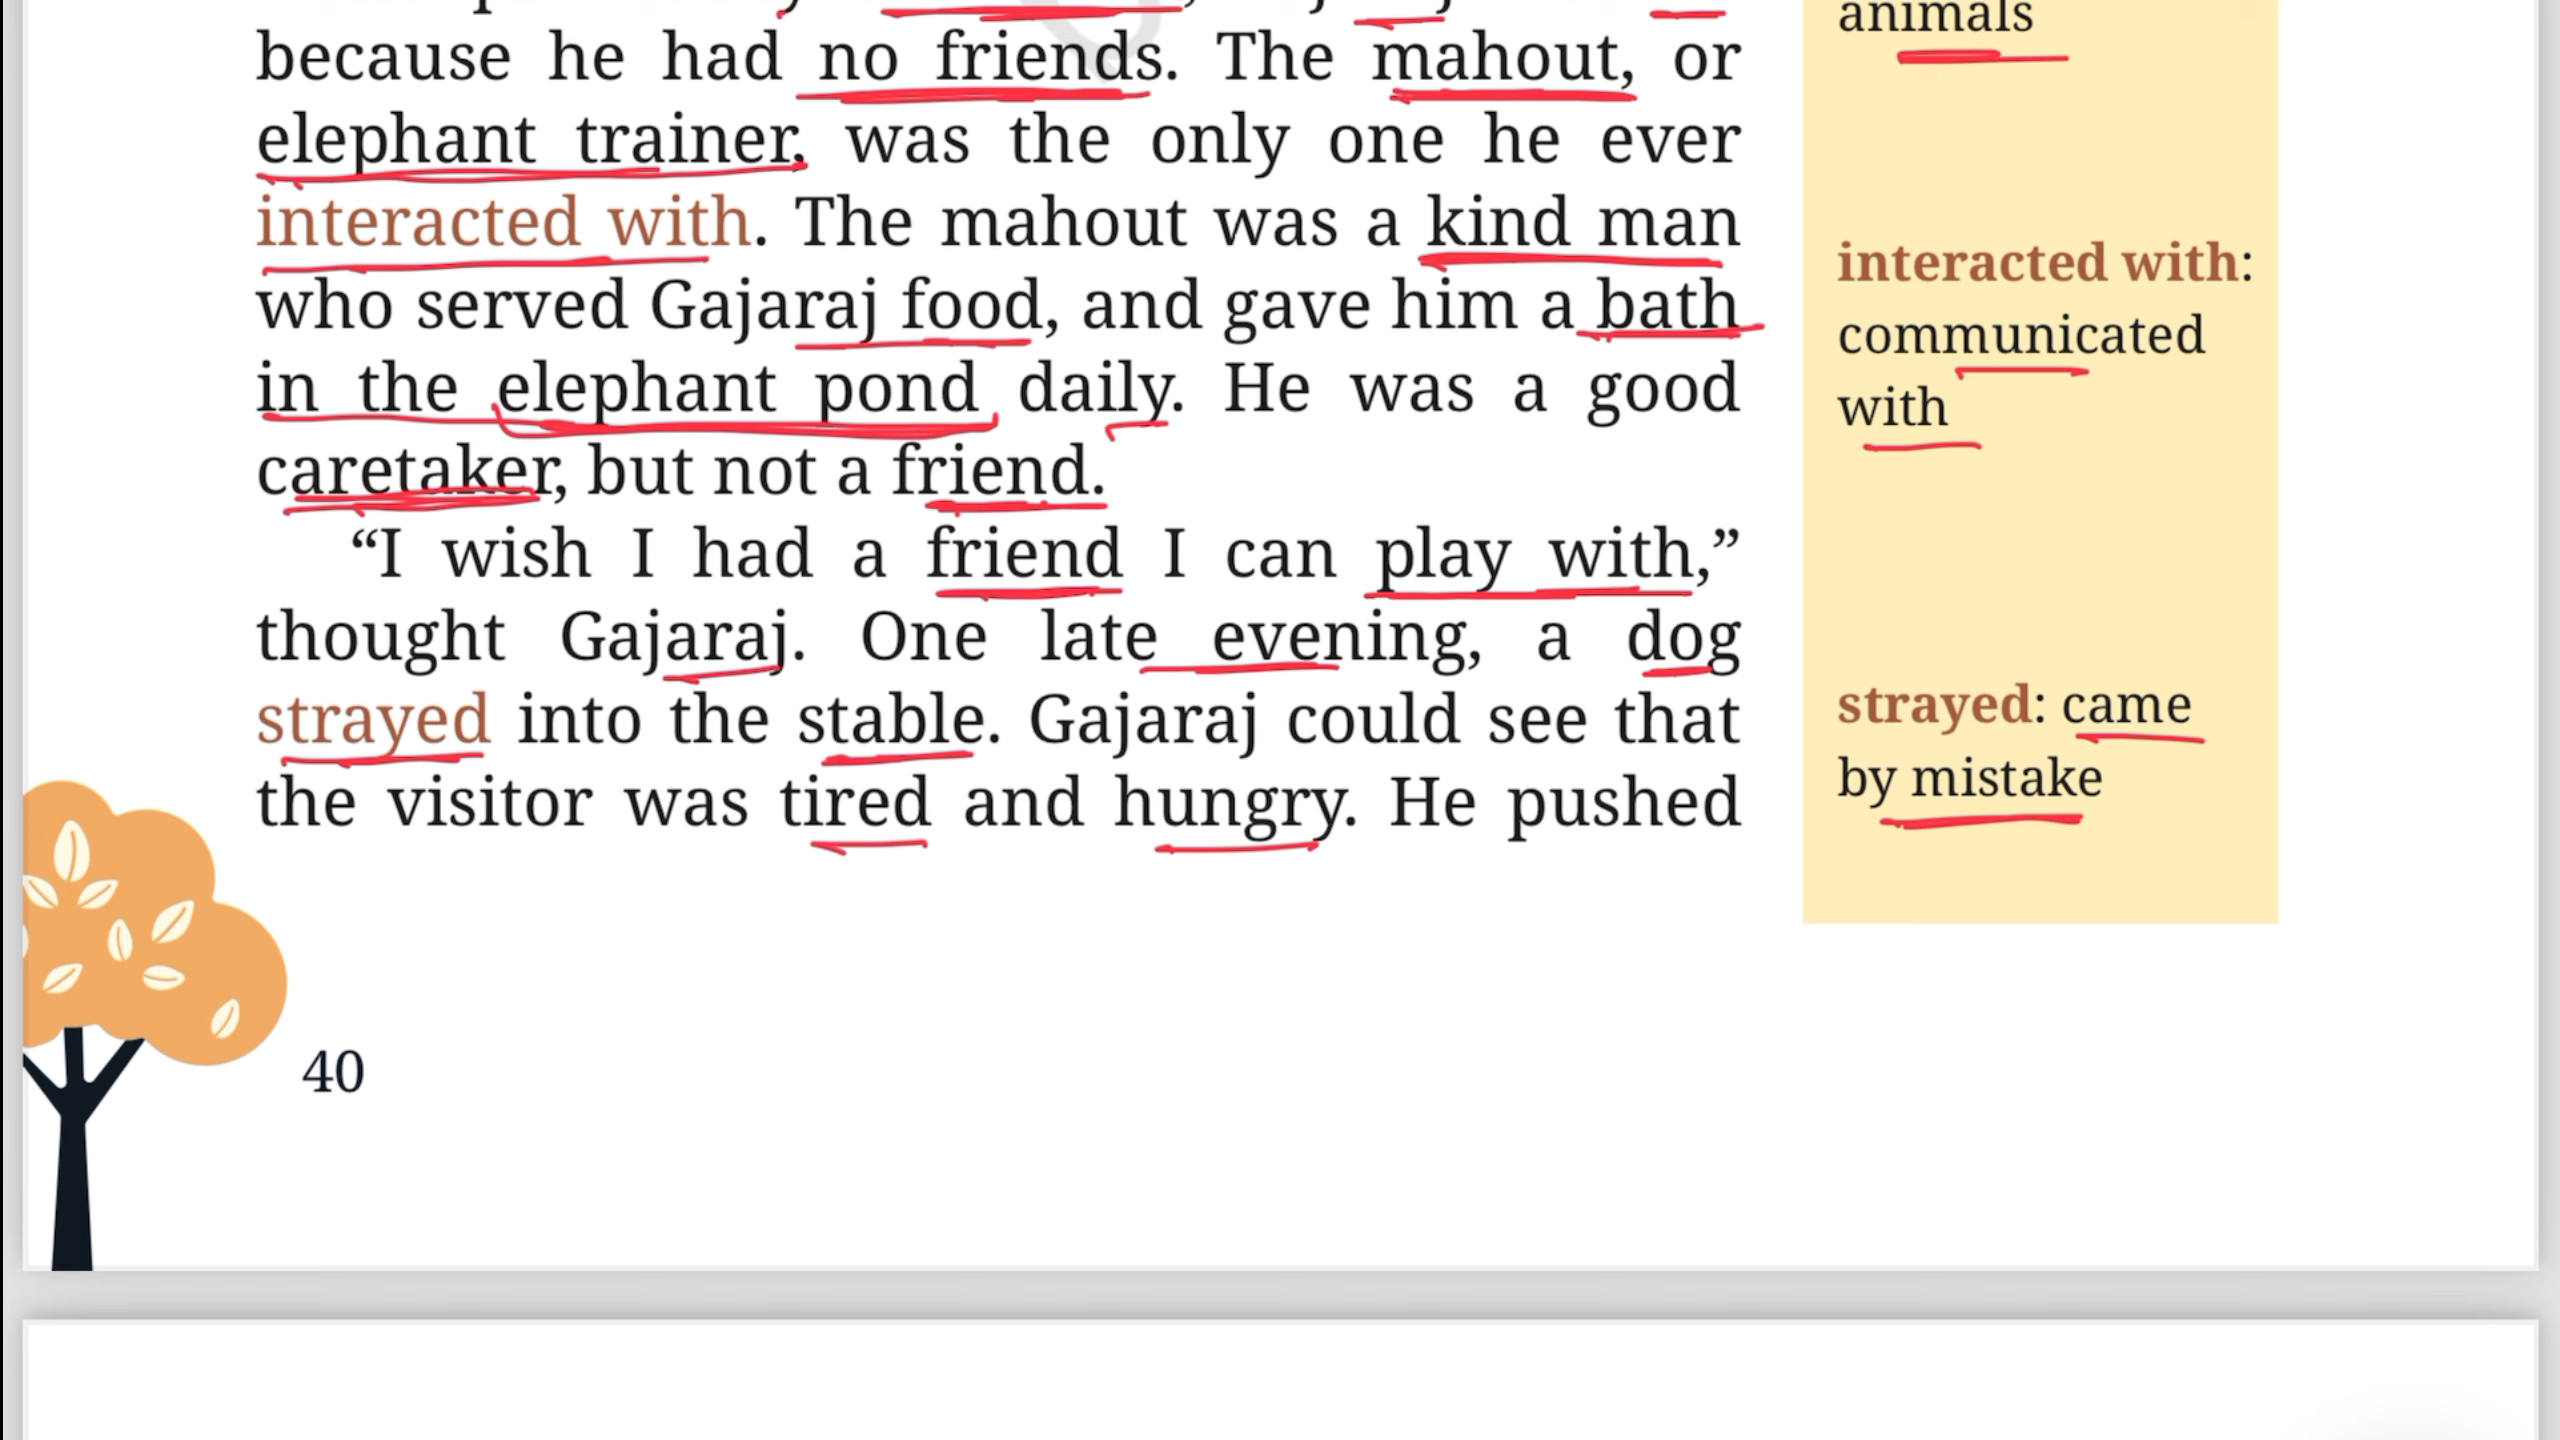 because he had no friends. The mahout, or
elephant trainer, was the only one he ever
interacted with. The mahout was a kind man
who served Gajaraj food, and gave him a bath
in the elephant pond daily. He was a good
caretaker, but not a friend.
“I wish I had a friend I can play with,”
thought Gajaraj. One late evening, a dog
strayed into the stable. Gajaraj could see that
the visitor was tired and hungry. He pushed
animals
interacted with:
communicated
with
strayed: came
by mistake
40